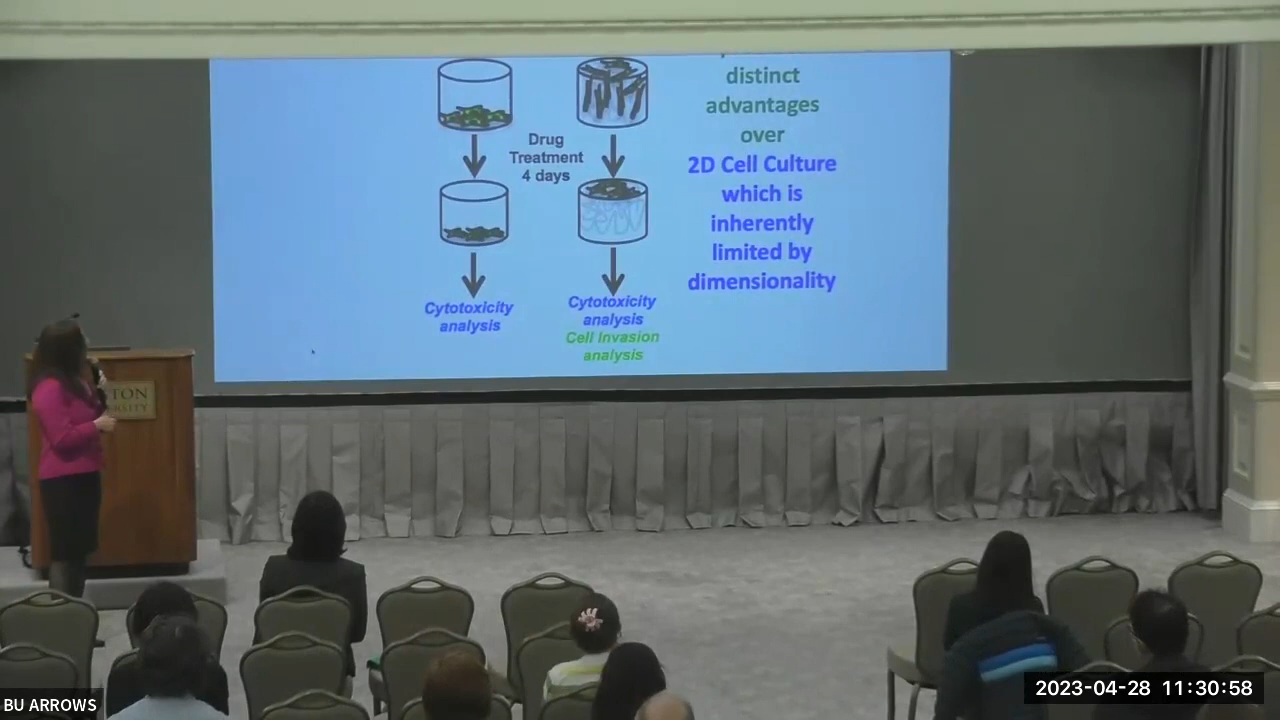 distinct
advantages
over
2D Cell Culture
which is
inherently
limited by
dimensionality
Drug
Treatment
4 days
Cytotoxicity
analysis
Cytotoxicity
analysis
Cell Invasion
analysis
BU ARROWS
2023-04-28 11:30:58